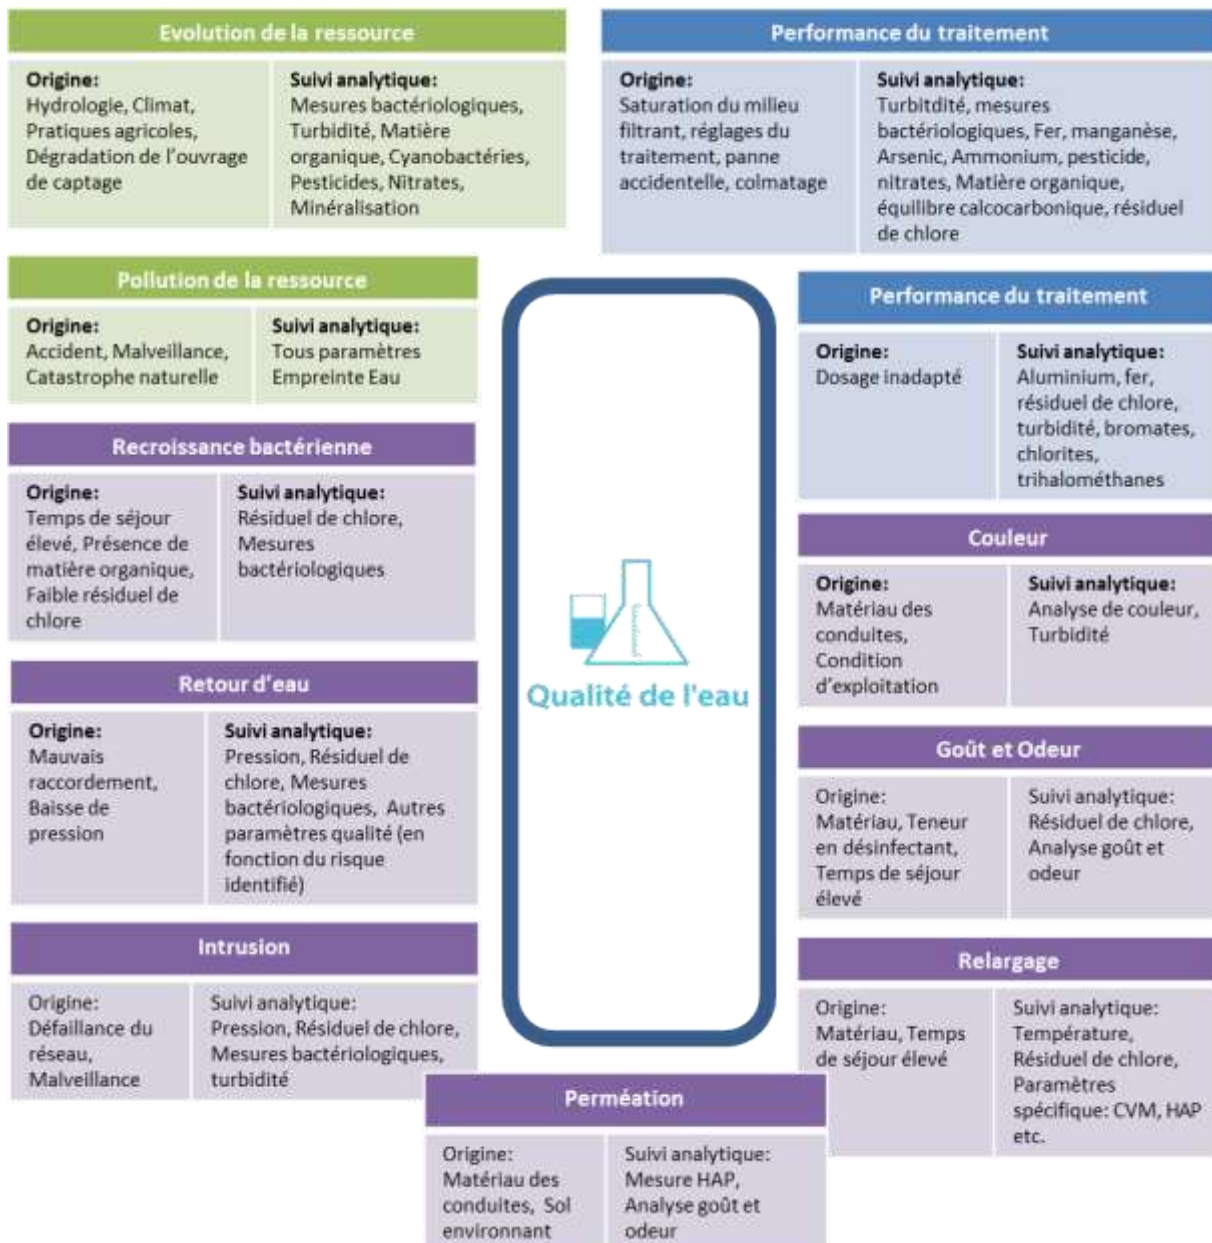 Evolution de la ressource
Origine:
Hydrologie, Climat,
Pratiques agricoles,
Dégradation de l'ouvrage
de captage
Suivi analytique:
Mesures bactériologiques,
Turbidité, Matière
organique, Cyanobactéries,
Pesticides, Nitrates,
Minéralisation
Performance du traitement
Origine:
Saturation du milieu
filtrant, réglages du
traitement, panne
accidentelle, colmatage
Suivi analytique:
Turbitdité, mesures
bactériologiques, Fer, manganèse,
Arsenic, Ammonium, pesticide,
nitrates, Matière organique,
équilibre calcocarbonique, résiduel
de chlore
Pollution de la ressource
Origine:
Accident, Malveillance,
Catastrophe naturelle
Suivi analytique:
Tous paramètres
Empreinte Eau
Performance du traitement
Origine:
Dosage inadapté
Suivi analytique:
Aluminium, fer,
résiduel de chlore,
turbidité, bromates,
chlorites,
trihalométhanes
Recroissance bactérienne
Origine:
Temps de séjour
élevé, Présence de
matière organique,
Faible résiduel de
chlore
Suivi analytique:
Résiduel de chlore,
Mesures
bactériologiques
Couleur
Origine:
Matériau des
conduites,
Condition
d'exploitation
Suivi analytique:
Analyse de couleur,
Turbidité
Qualité de l'eau
Retour d'eau
Origine:
Mauvais
raccordement,
Baisse de
pression
Suivi analytique:
Pression, Résiduel de
chlore, Mesures
bactériologiques, Autres
paramètres qualité (en
fonction du risque
identifié)
Goût et Odeur
Origine:
Matériau, Teneur
en désinfectant,
Temps de séjour
élevé
Suivi analytique:
Résiduel de chlore,
Analyse goût et
odeur
Intrusion
Origine:
Défaillance du
réseau,
Malveillance
Suivi analytique:
Pression, Résiduel de chlore,
Mesures bactériologiques,
turbidité
Relargage
Origine:
Matériau, Temps
de séjour élevé
Suivi analytique:
Température,
Résiduel de chlore,
Paramètres
spécifique: CVM, HAP
etc.
Perméation
Origine:
Matériau des
conduites, Sol
environnant
Suivi analytique:
Mesure HAP,
Analyse goût et
odeur